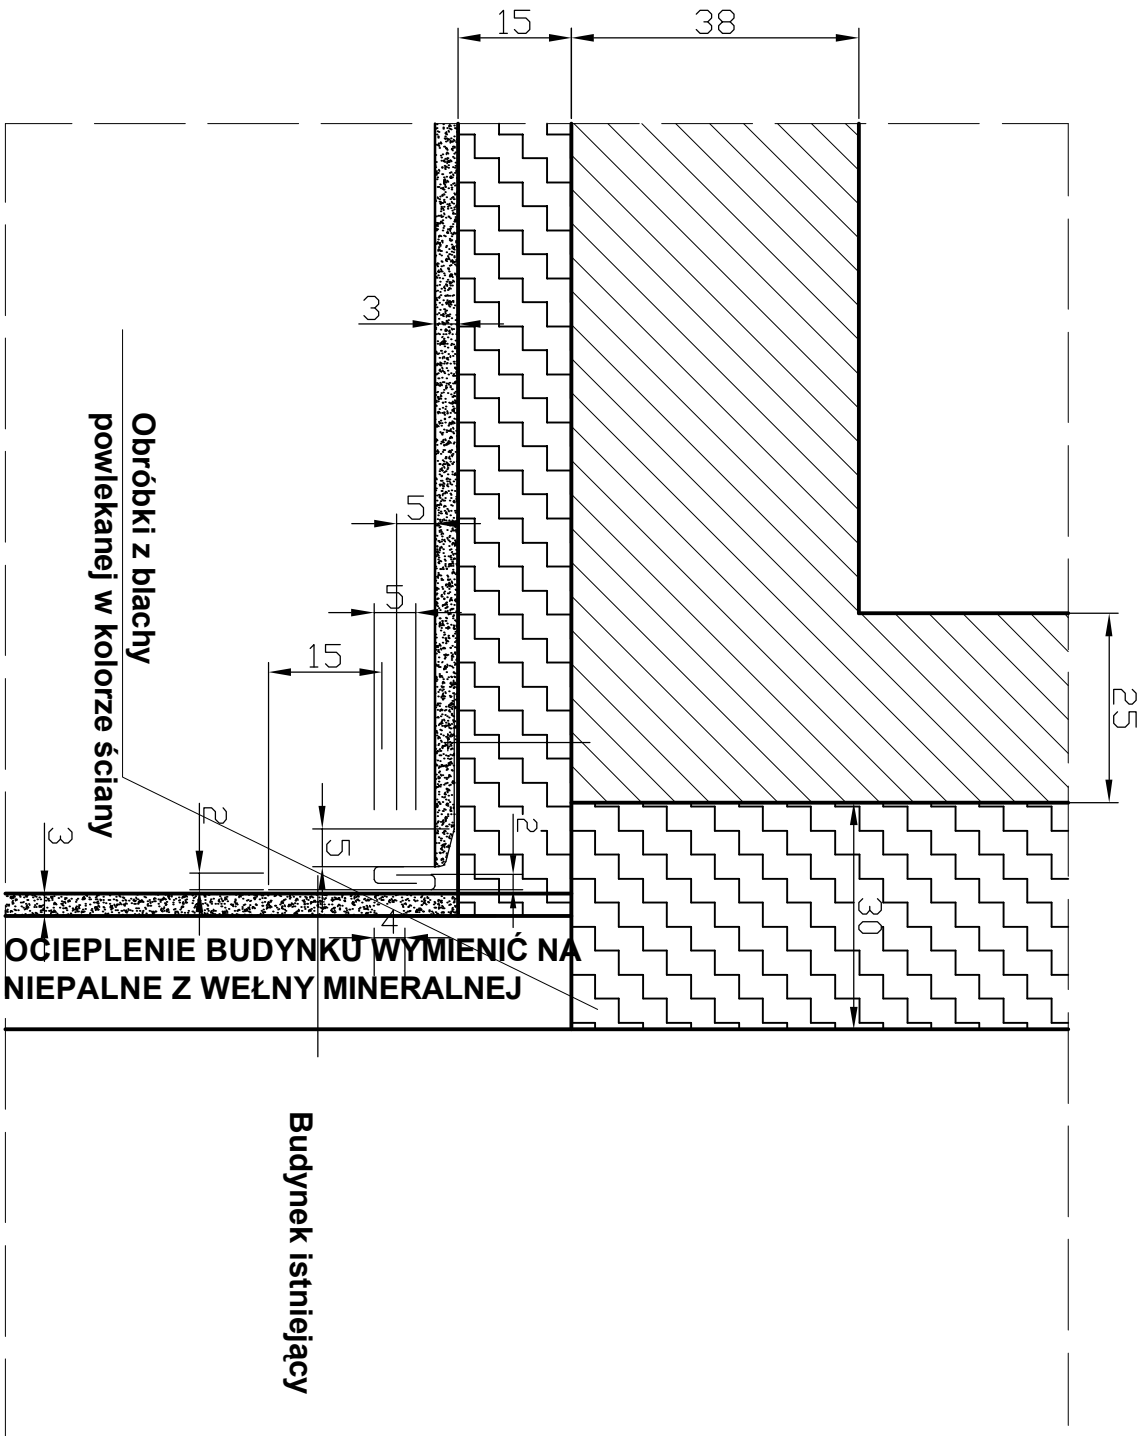 15
38
25
3
5
5
15
2
5
2
3
30
4
Obróbki z blachy
powlekanej w kolorze ściany
OCIEPLENIE BUDYNKU WYMIENIĆ NA
NIEPALNE Z WEŁNY MINERALNEJ
Budynek istniejący